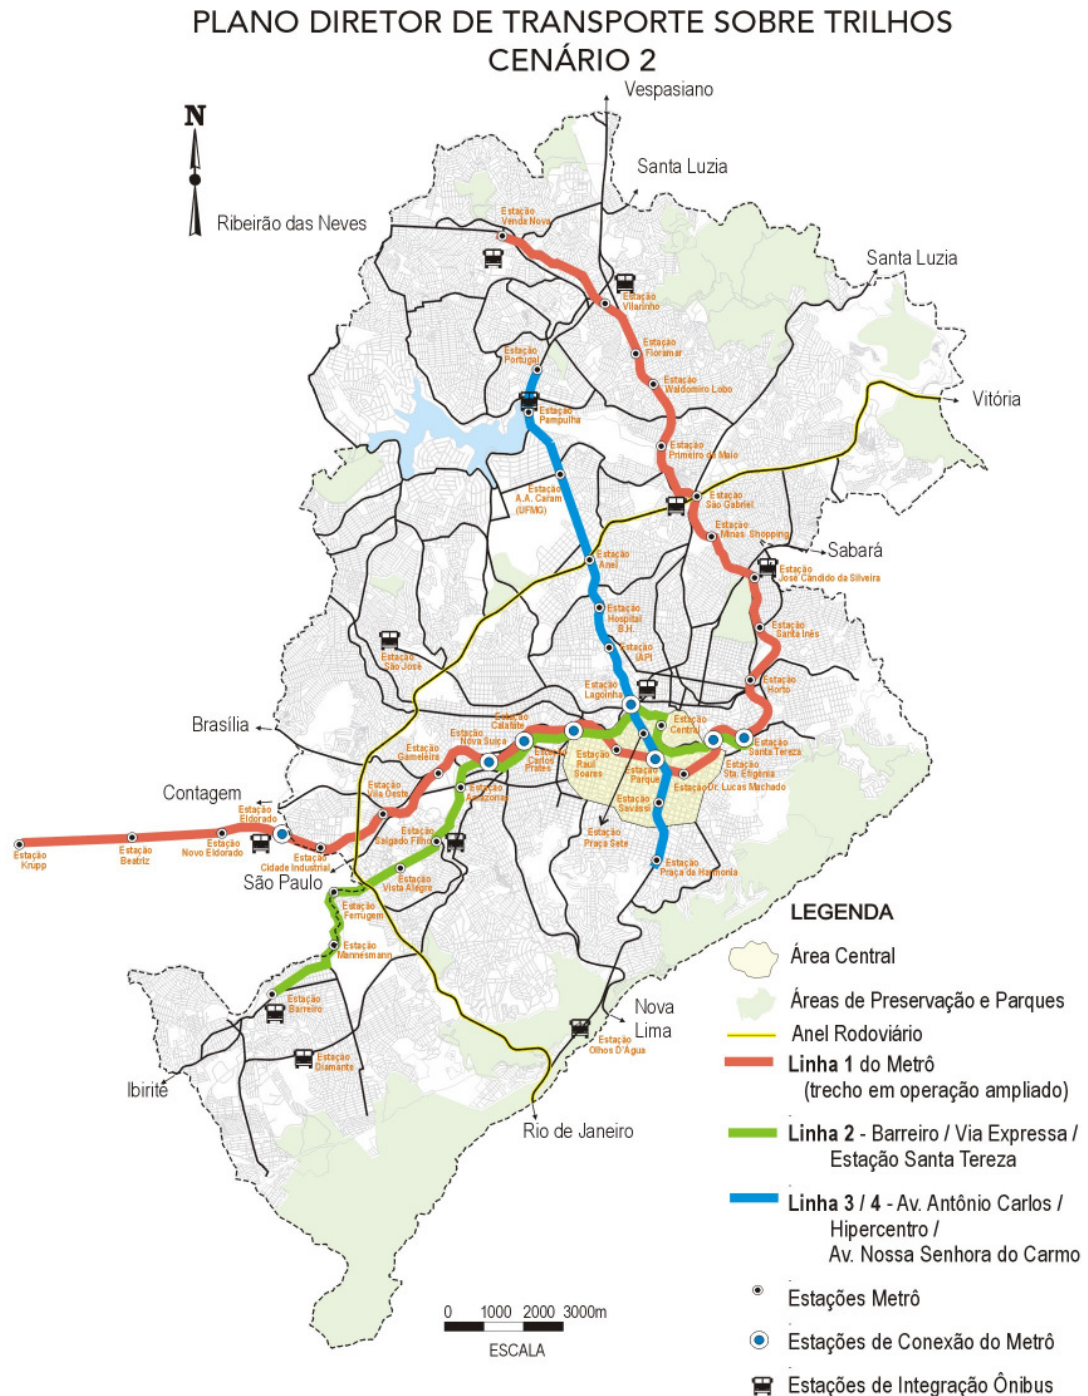 PLANO DIRETOR DE TRANSPORTE SOBRE TRILHOS
CENÁRIO 2
Vespasiano
N
Santa Luzia
Ribeirão das Neves
Estação
Venda Nova
Santa Luzia
Estação
Vilarinho
Estação
Floramar
Estação
Portugal
Estação
Waldomiro Lobo
Vitória
Estação
Pampulha
Estação
Primeiro de Maio
Estação
A.A. Caram
(UFMG)
Estação
São Gabriel
Estação
Minas Shopping
Sabará
Estação
Anel
Estação
José Cândido da Silveira
Estação
Hospital
B.H.
Estação
Santa Inês
Estação
São José
Estação
IAPI
Estação
Horto
Estação
Lagoinha
Brasília
Estação
Calafate
Estação
Central
Estação
Nova Suiça
Estação
Santa Tereza
Estação
Gameleira
Estação
Carlos
Prates
Estação
Raul
Soares
Estação
Parque
Estação
Sta. Efigênia
Contagem
Estação
Vila Oeste
Estação
Amazonas
Estação Dr. Lucas Machado
Estação
Eldorado
Estação
Savassi
Estação
Krupp
Estação
Beatriz
Estação
Novo Eldorado
Estação
Salgado Filho
Estação
Praça Sete
Estação
Cidade Industrial
Estação
Praça da Harmonia
São Paulo
Estação
Vista Alegre
Estação
Ferrugem
LEGENDA
Estação
Mannesmann
Área Central
Estação
Barreiro
Nova
Lima
Áreas de Preservação e Parques
Estação
Olhos D'Água
Anel Rodoviário
Estação
Diamante
Linha 1 do Metrô
(trecho em operação ampliado)
Ibirité
Rio de Janeiro
Linha 2 - Barreiro / Via Expressa /
Estação Santa Tereza
Linha 3 / 4 - Av. Antônio Carlos /
Hipercentro /
Av. Nossa Senhora do Carmo
Estações Metrô
0 1000 2000 3000m
ESCALA
Estações de Conexão do Metrô
Estações de Integração Ônibus